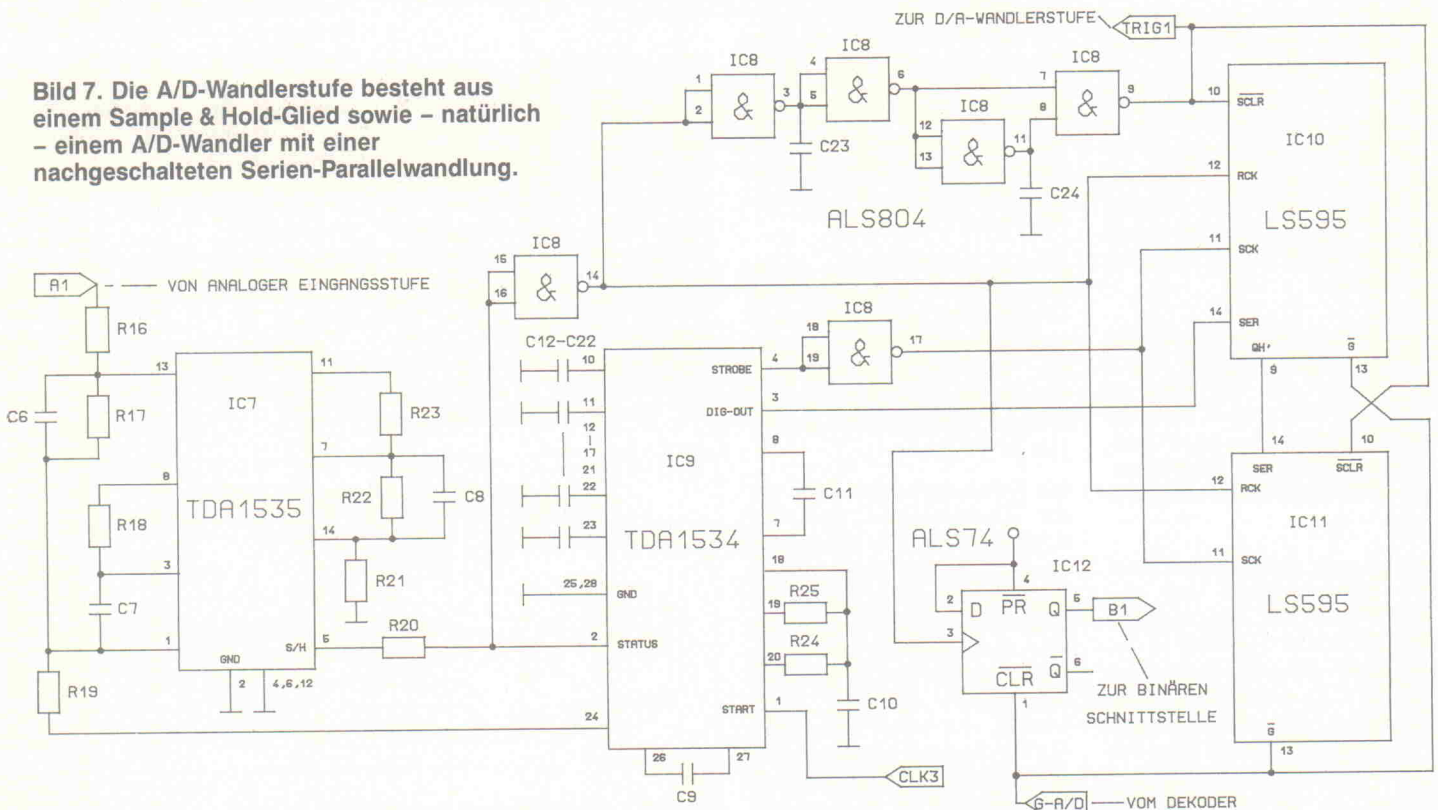 Bild 7. Die A/D-Wandlerstufe besteht aus
einem Sample & Hold-Glied sowie – natürlich
– einem A/D-Wandler mit einer
nachgeschalteten Serien-Parallelwandlung.
ZUR D/A-WANDLERSTUFE
TRIG1
IC8
1
2
&
3
C23
IC8
4
5
&
6
IC8
12
13
&
11
C24
IC8
7
8
&
9
ALS804
10
SCLR
IC10
12
RCK
LS595
11
SCK
14
SER
QH'
G
9
13
A1
VON ANALOGER EINGANGSSTUFE
R16
C6
R17
13
11
IC7
R23
7
8
R18
TDA1535
R22
C8
14
3
R21
C7
1
5
S/H
R20
GND
2
4,6,12
R19
IC8
15
16
&
14
C12-C22
10
11
12
17
21
22
23
25,28
GND
2
STATUS
24
26
27
C9
IC9
TDA1534
STROBE
4
DIG-OUT
3
8
C11
7
18
19
R25
20
R24
C10
START
1
CLK3
IC8
18
19
&
17
ALS74
IC12
4
2
D
PR
Q
5
B1
3
Q
6
CLR
1
ZUR BINÄREN
SCHNITTSTELLE
14
10
SER
SCLR
12
RCK
IC11
11
SCK
LS595
G
13
G-A/D
VOM DEKODER